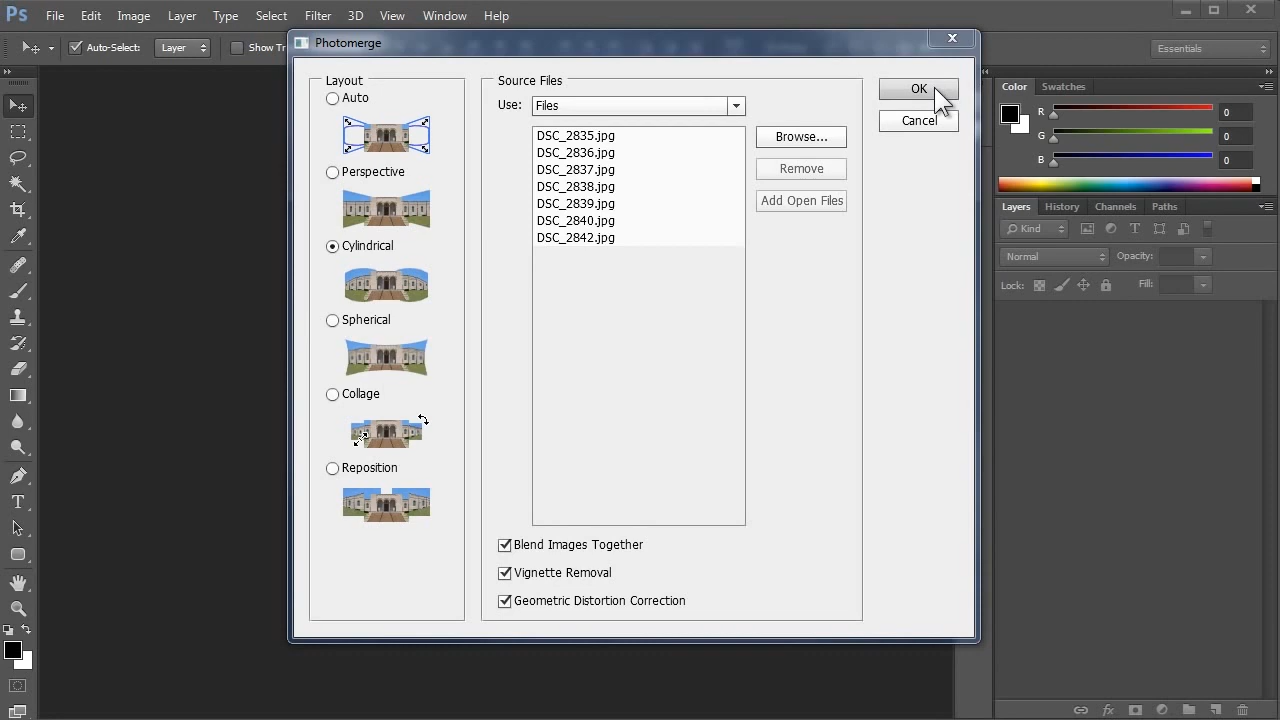 Ps File Edit Image Layer Type Select Filter 3D View Window Help
Auto-Select: Layer Show Tr Essentials
Photomerge
Layout
Auto
Perspective
Cylindrical
Spherical
Collage
Reposition
Source Files
Use: Files
DSC_2835.jpg
DSC_2836.jpg
DSC_2837.jpg
DSC_2838.jpg
DSC_2839.jpg
DSC_2840.jpg
DSC_2842.jpg
Browse...
Remove
Add Open Files
Blend Images Together
Vignette Removal
Geometric Distortion Correction
OK
Cancel
Color Swatches
R 0
G 0
B 0
Layers History Channels Paths
Kind
Normal Opacity:
Lock: Fill:
T
fx